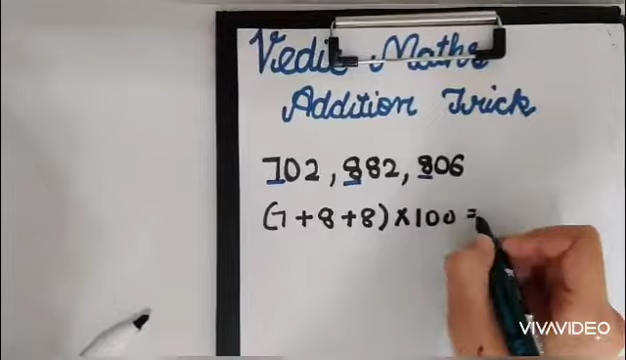 Vedic Maths
Addition Trick
702, 882, 806
(7+8+8)×100 =
VIVAVIDEO